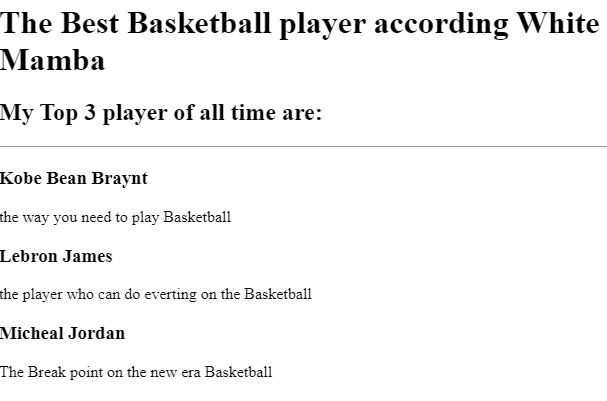 The Best Basketball player according White
Mamba
My Top 3 player of all time are:
Kobe Bean Braynt
the way you need to play Basketball
Lebron James
the player who can do everting on the Basketball
Micheal Jordan
The Break point on the new era Basketball